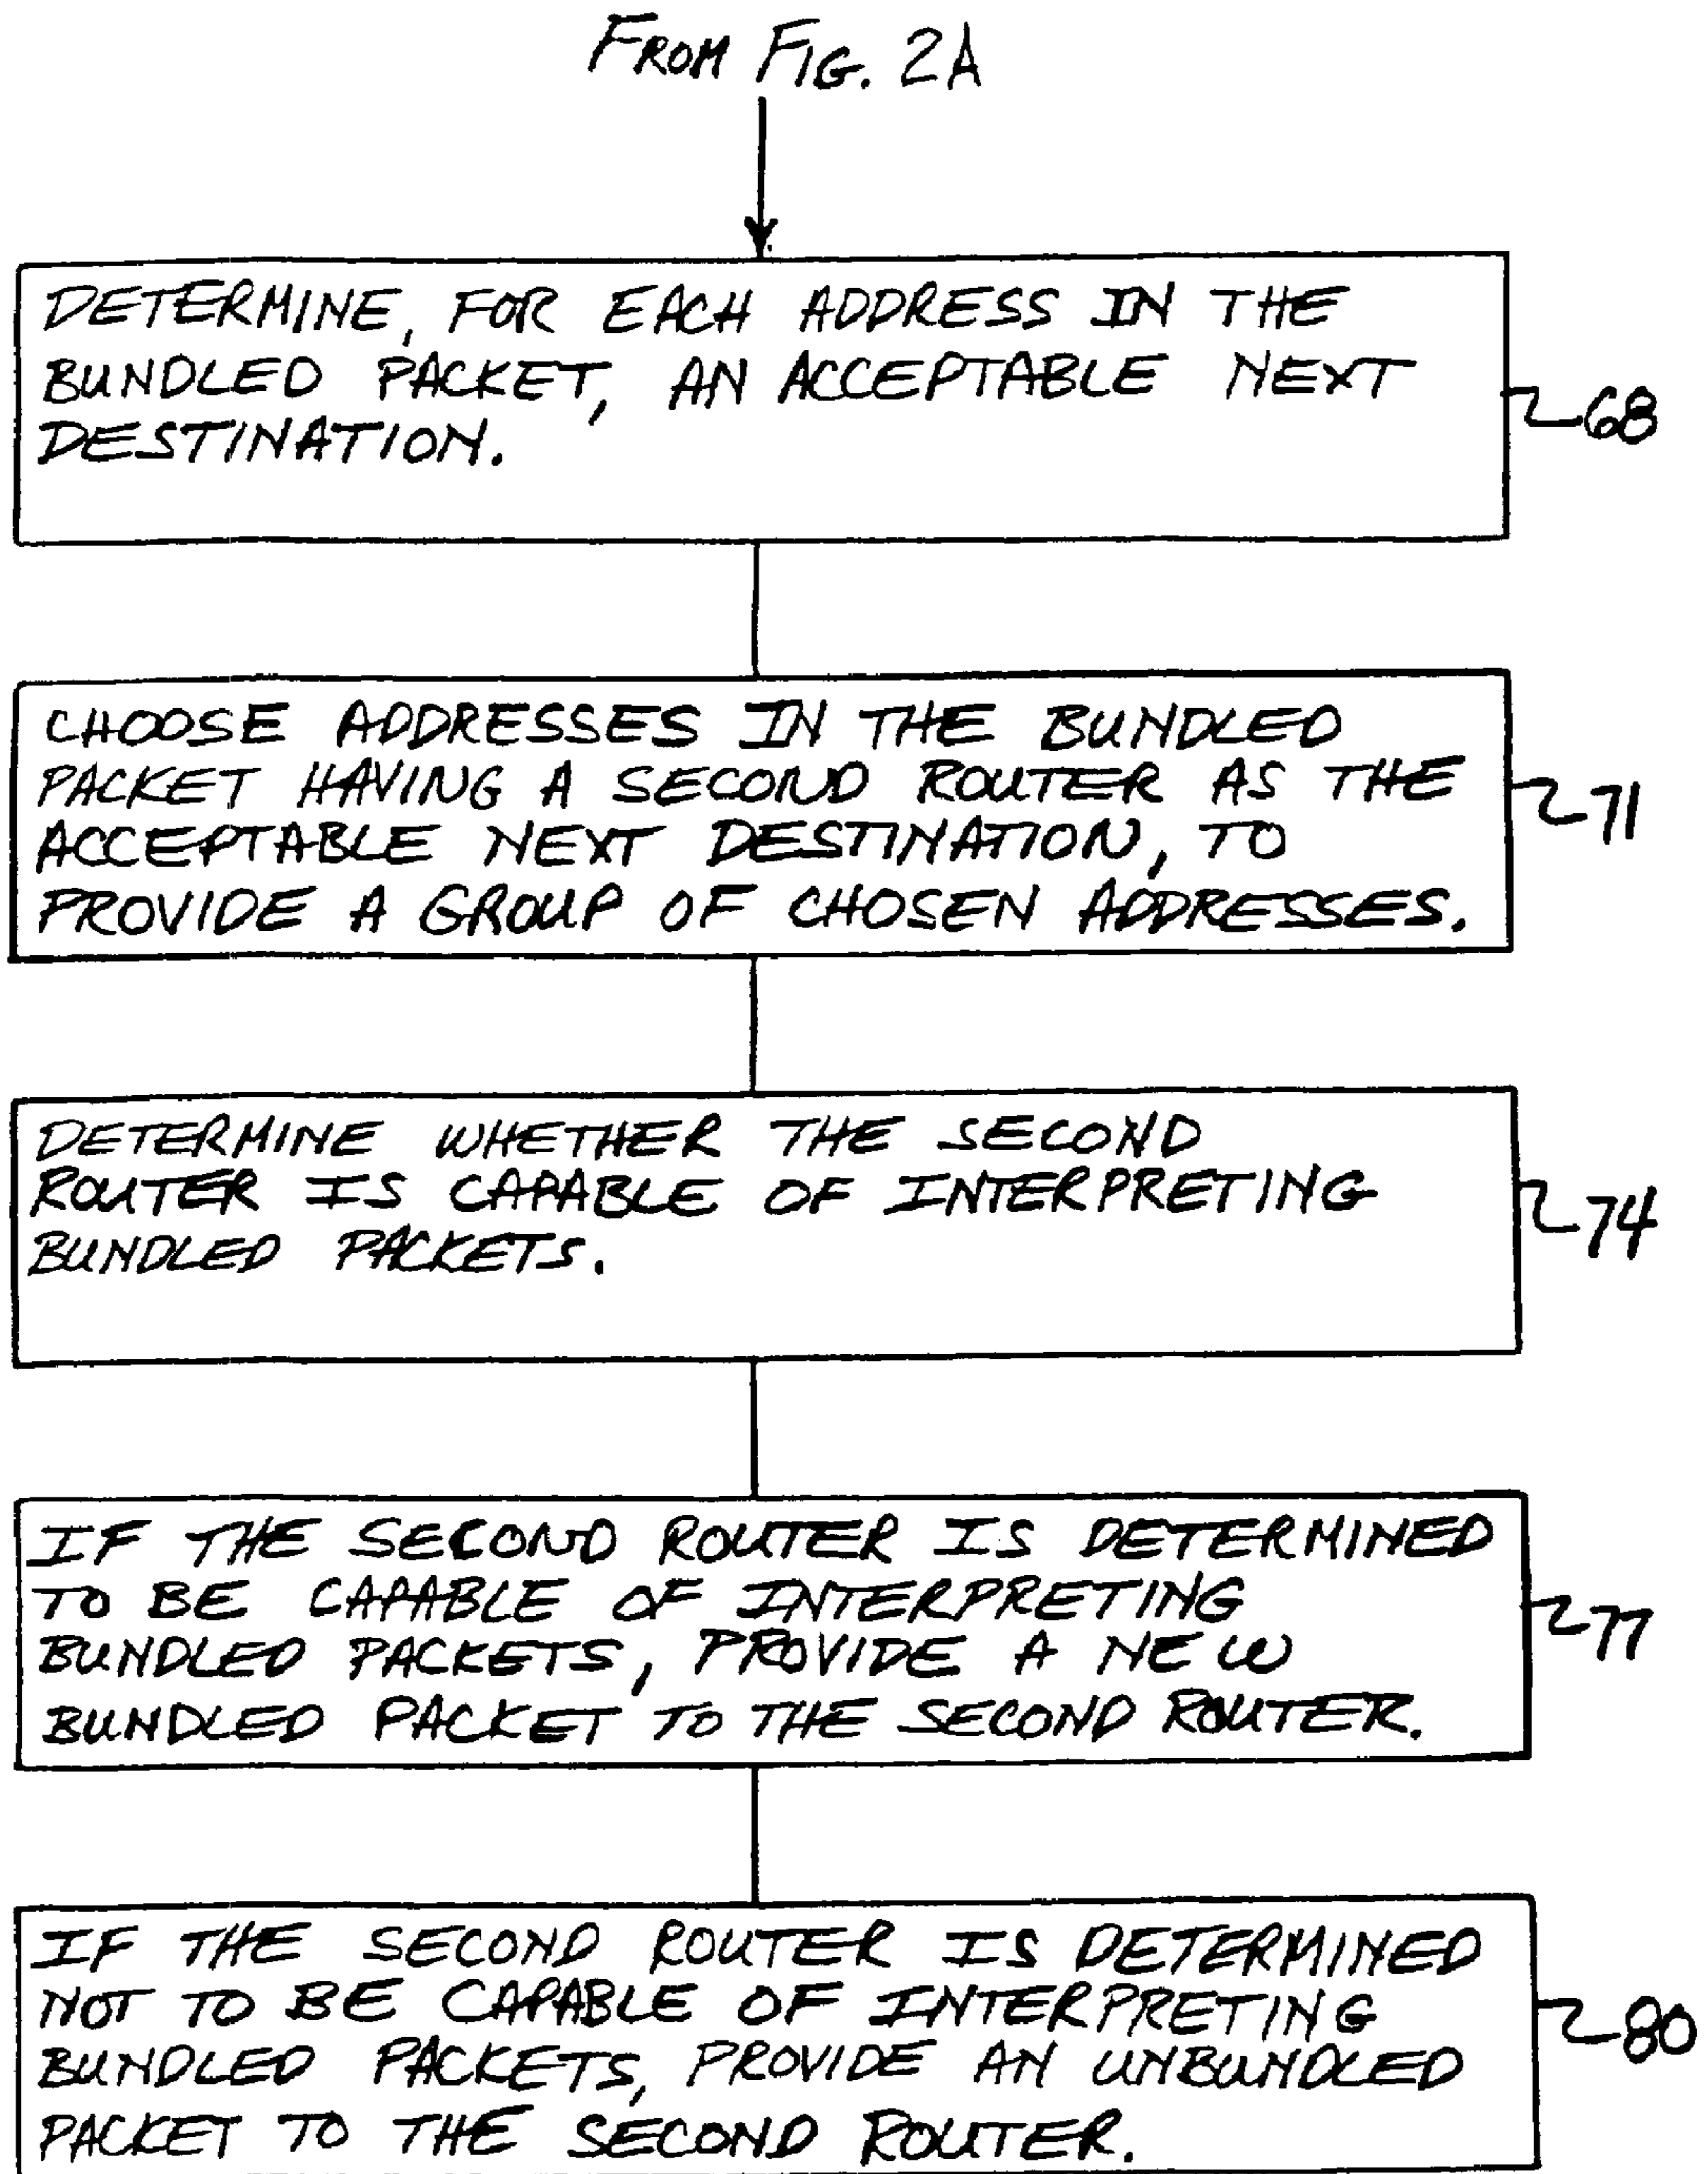 FROM FIG. 2A
DETERMINE, FOR EACH ADDRESS IN THE
BUNDLED PACKET, AN ACCEPTABLE NEXT
DESTINATION.
68
CHOOSE ADDRESSES IN THE BUNDLED
PACKET HAVING A SECOND ROUTER AS THE
ACCEPTABLE NEXT DESTINATION, TO
PROVIDE A GROUP OF CHOSEN ADDRESSES.
71
DETERMINE WHETHER THE SECOND
ROUTER IS CAPABLE OF INTERPRETING
BUNDLED PACKETS.
74
IF THE SECOND ROUTER IS DETERMINED
TO BE CAPABLE OF INTERPRETING
BUNDLED PACKETS, PROVIDE A NEW
BUNDLED PACKET TO THE SECOND ROUTER.
77
IF THE SECOND ROUTER IS DETERMINED
NOT TO BE CAPABLE OF INTERPRETING
BUNDLED PACKETS, PROVIDE AN UNBUNDLED
PACKET TO THE SECOND ROUTER.
80